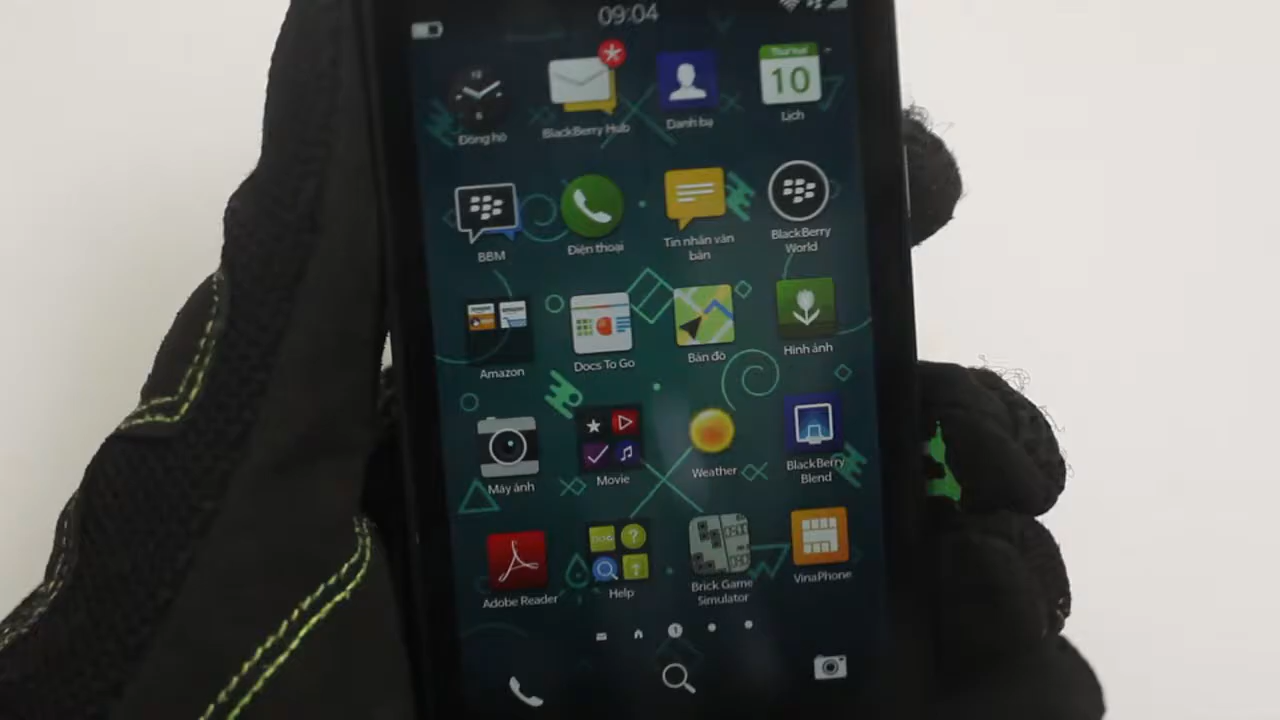 09:04
Đồng hồ
BlackBerry Hub
Danh bạ
10
Lịch
BBM
Điện thoại
Tin nhắn văn
bản
BlackBerry
World
Amazon
Docs To Go
Bản đồ
Hình ảnh
Máy ảnh
Movie
Weather
BlackBerry
Blend
Adobe Reader
Help
Brick Game
Simulator
VinaPhone
1